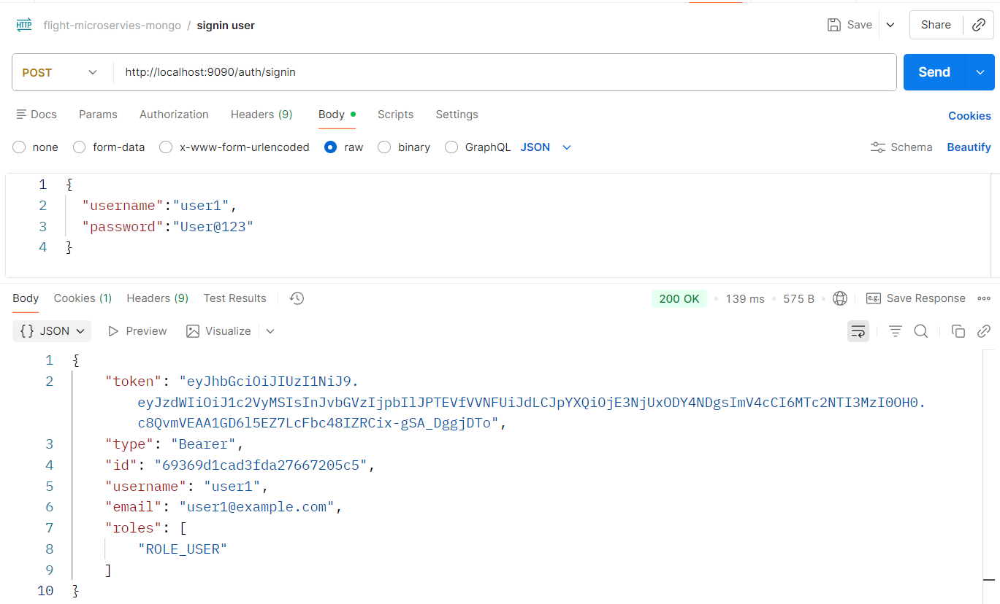 HTTP flight-microservies-mongo / signin user Save Share
POST http://localhost:9090/auth/signin Send
Docs Params Authorization Headers (9) Body Scripts Settings Cookies
none form-data x-www-form-urlencoded raw binary GraphQL JSON Schema Beautify
1 {
2 "username":"user1",
3 "password":"User@123"
4 }
Body Cookies (1) Headers (9) Test Results 200 OK 139 ms 575 B e.g. Save Response
{} JSON Preview Visualize
1 {
2 "token": "eyJhbGciOiJIUzI1NiJ9.
eyJzdWIiOiJ1c2VyMSIsInJvbGVzIjpbIlJPTEVfVVNFUiJdLCJpYXQiOjE3NjUxODY4NDgsImV4cCI6MTc2NTI3MzI0OH0.
c8QvmVEAA1GD6l5EZ7LcFbc48IZRCix-gSA_DggjDTo",
3 "type": "Bearer",
4 "id": "69369d1cad3fda27667205c5",
5 "username": "user1",
6 "email": "user1@example.com",
7 "roles": [
8 "ROLE_USER"
9 ]
10 }